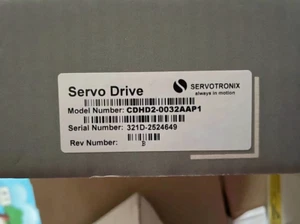 Servo Drive
SERVOTRONIX
always in motion
Model Number: CDHD2-0032AAP1
Serial Number: 321D-2524649
Rev Number:
B